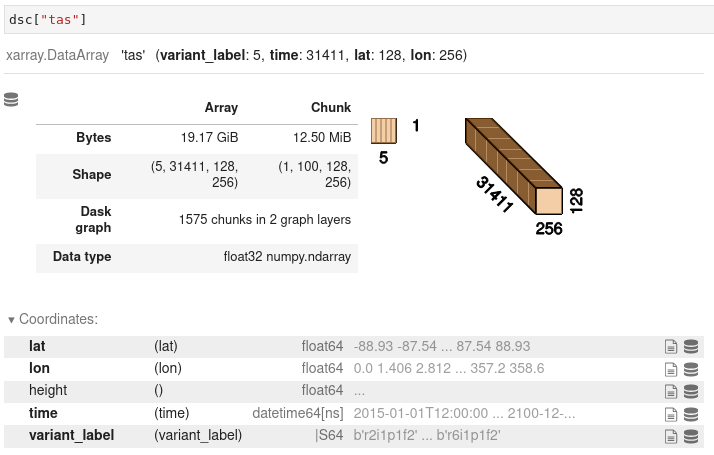 dsc["tas"]
xarray.DataArray 'tas' (variant_label: 5, time: 31411, lat: 128, lon: 256)
Array Chunk
Bytes 19.17 GiB 12.50 MiB
Shape (5, 31411, 128, 256) (1, 100, 128, 256)
Dask graph 1575 chunks in 2 graph layers
Data type float32 numpy.ndarray
1
5
31411
128
256
▼ Coordinates:
lat (lat) float64 -88.93 -87.54 ... 87.54 88.93
lon (lon) float64 0.0 1.406 2.812 ... 357.2 358.6
height () float64 ...
time (time) datetime64[ns] 2015-01-01T12:00:00 ... 2100-12-...
variant_label (variant_label) |S64 b'r2i1p1f2' ... b'r6i1p1f2'